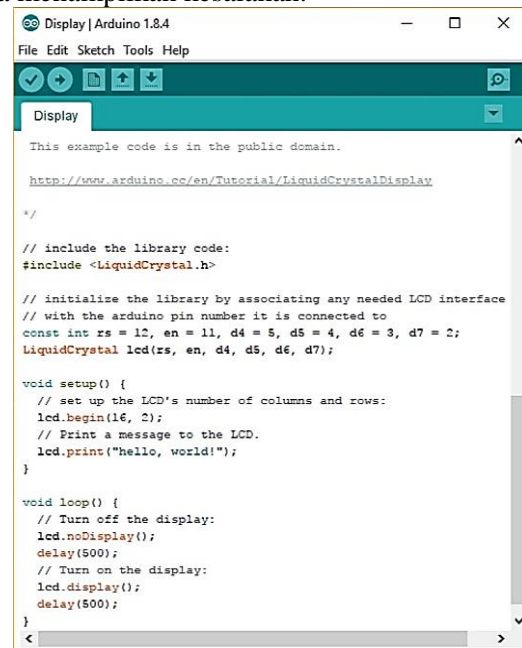 Display | Arduino 1.8.4
File Edit Sketch Tools Help
Display
This example code is in the public domain.
http://www.arduino.cc/en/Tutorial/LiquidCrystalDisplay
*/
// include the library code:
#include <LiquidCrystal.h>
// initialize the library by associating any needed LCD interface
// with the arduino pin number it is connected to
const int rs = 12, en = 11, d4 = 5, d5 = 4, d6 = 3, d7 = 2;
LiquidCrystal lcd(rs, en, d4, d5, d6, d7);
void setup() {
// set up the LCD's number of columns and rows:
lcd.begin(16, 2);
// Print a message to the LCD.
lcd.print("hello, world!");
}
void loop() {
// Turn off the display:
lcd.noDisplay();
delay(500);
// Turn on the display:
lcd.display();
delay(500);
}